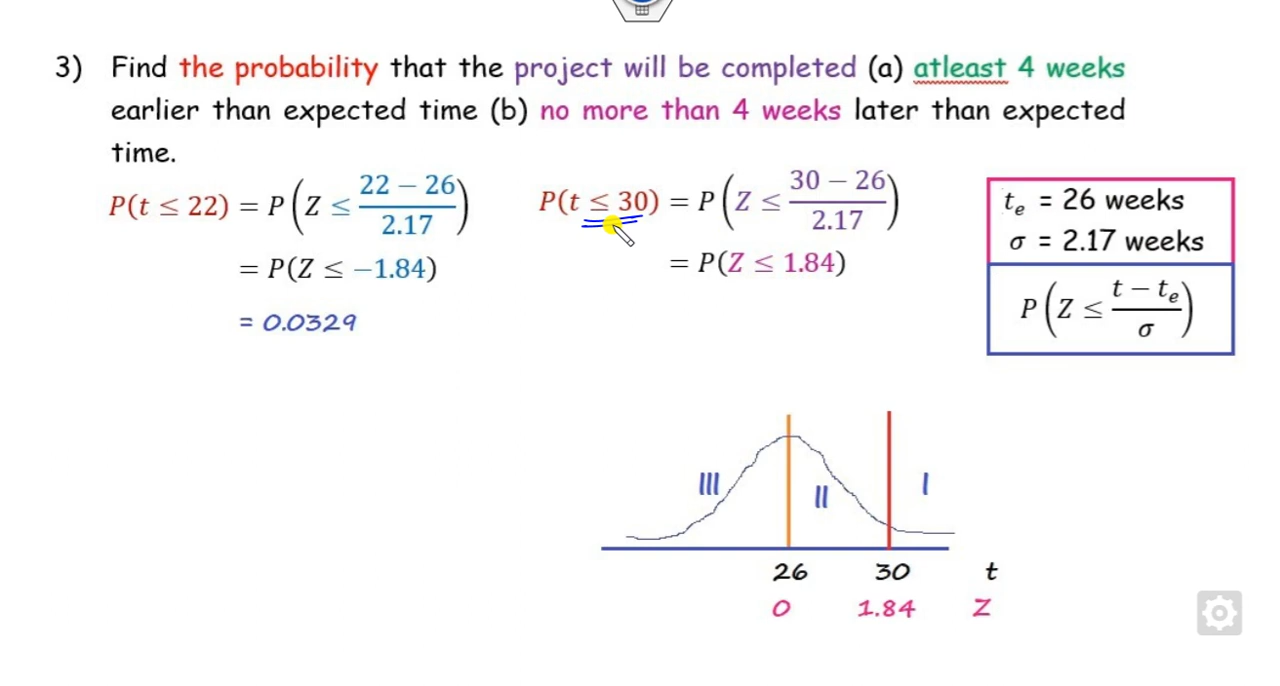 3) Find the probability that the project will be completed (a) atleast 4 weeks
earlier than expected time (b) no more than 4 weeks later than expected
time.
P(t ≤ 22) = P(Z ≤ (22 – 26)/2.17)
= P(Z ≤ −1.84)
= 0.0329
P(t ≤ 30) = P(Z ≤ (30 – 26)/2.17)
= P(Z ≤ 1.84)
tₑ = 26 weeks
σ = 2.17 weeks
P(Z ≤ (t – tₑ)/σ)
III II I
26 30 t
0 1.84 Z